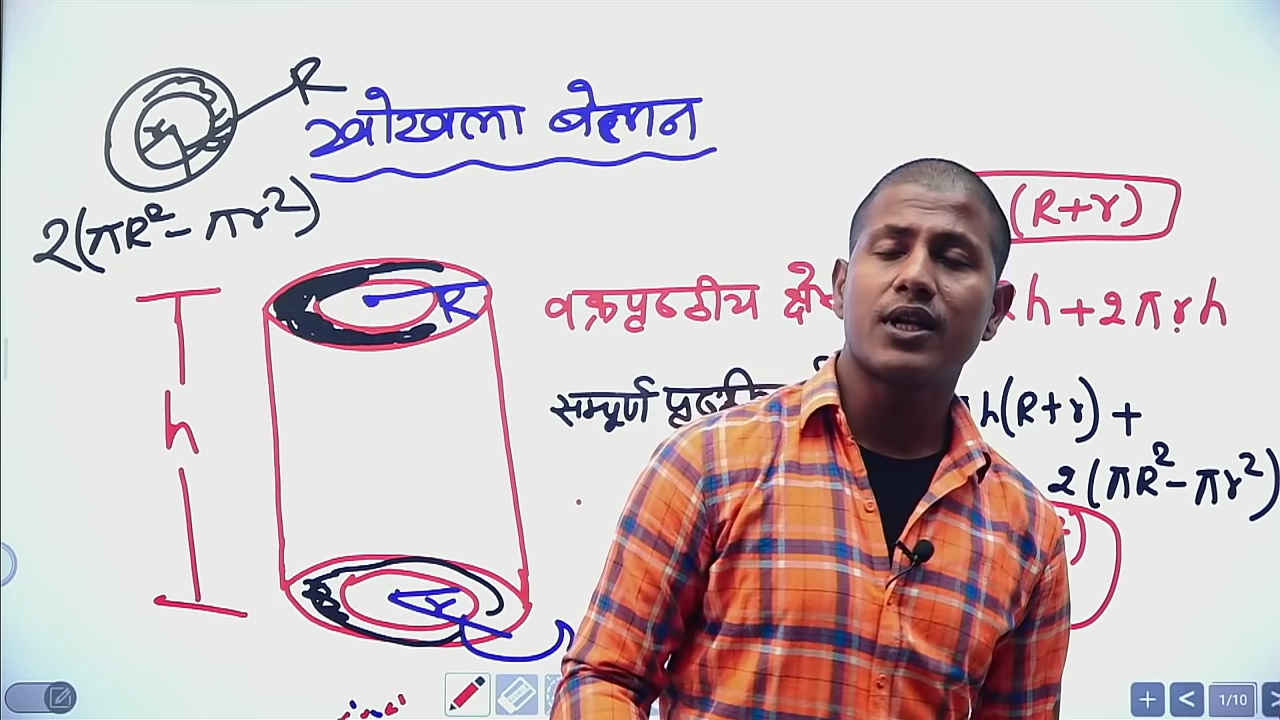 R
खोखला बेलन
2(πR²-πr²)
(R+r)
R
वक्रपृष्ठीय h+2πrh
h
सम्पूर्ण h(R+r)+
2(πR²-πr²)
r
1/10